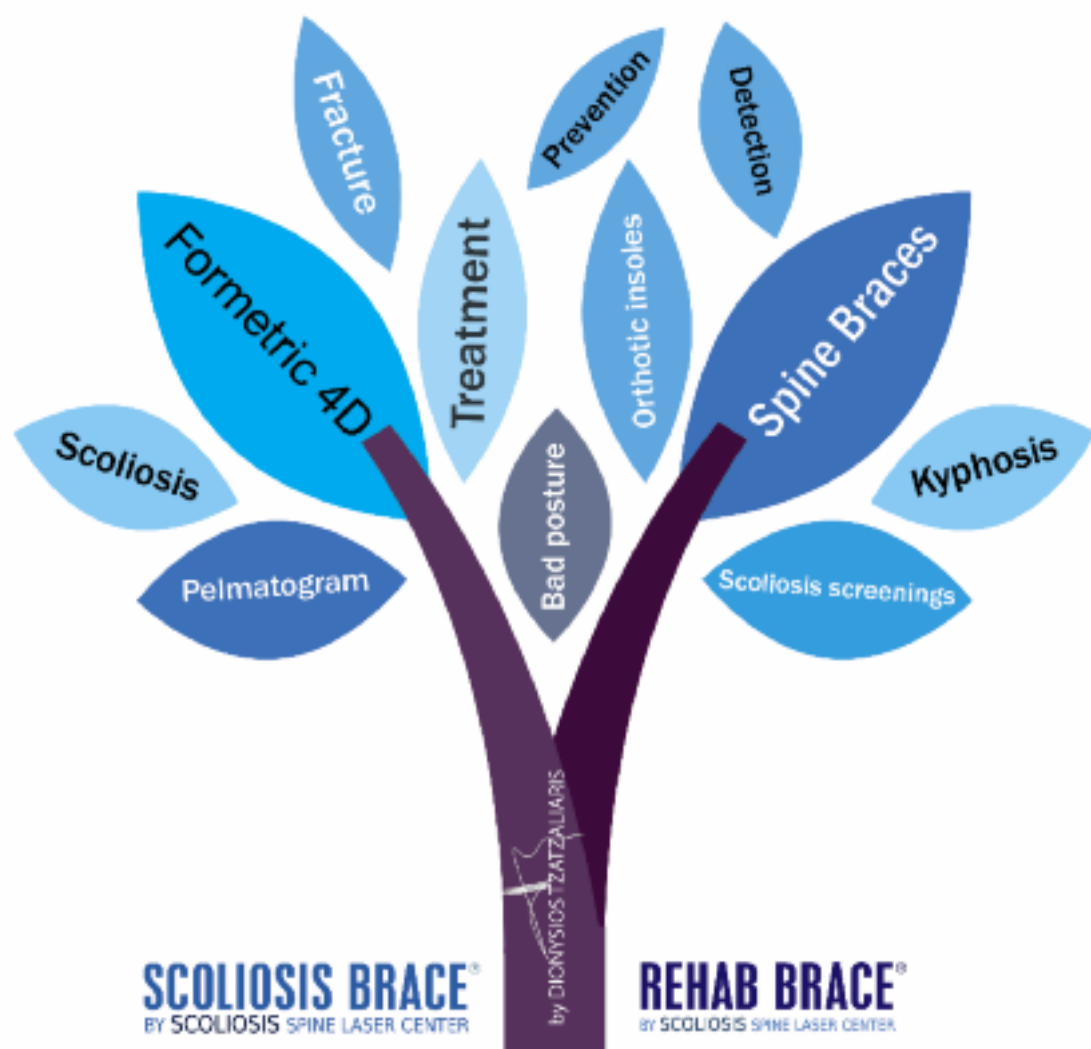 Fracture
Prevention
Detection
Formetric 4D
Treatment
Orthotic insoles
Spine Braces
Scoliosis
Bad posture
Kyphosis
Pelmatogram
Scoliosis screenings
by DIONYSIOS TZATZALIARIS
SCOLIOSIS BRACE®
BY SCOLIOSIS SPINE LASER CENTER
REHAB BRACE®
BY SCOLIOSIS SPINE LASER CENTER